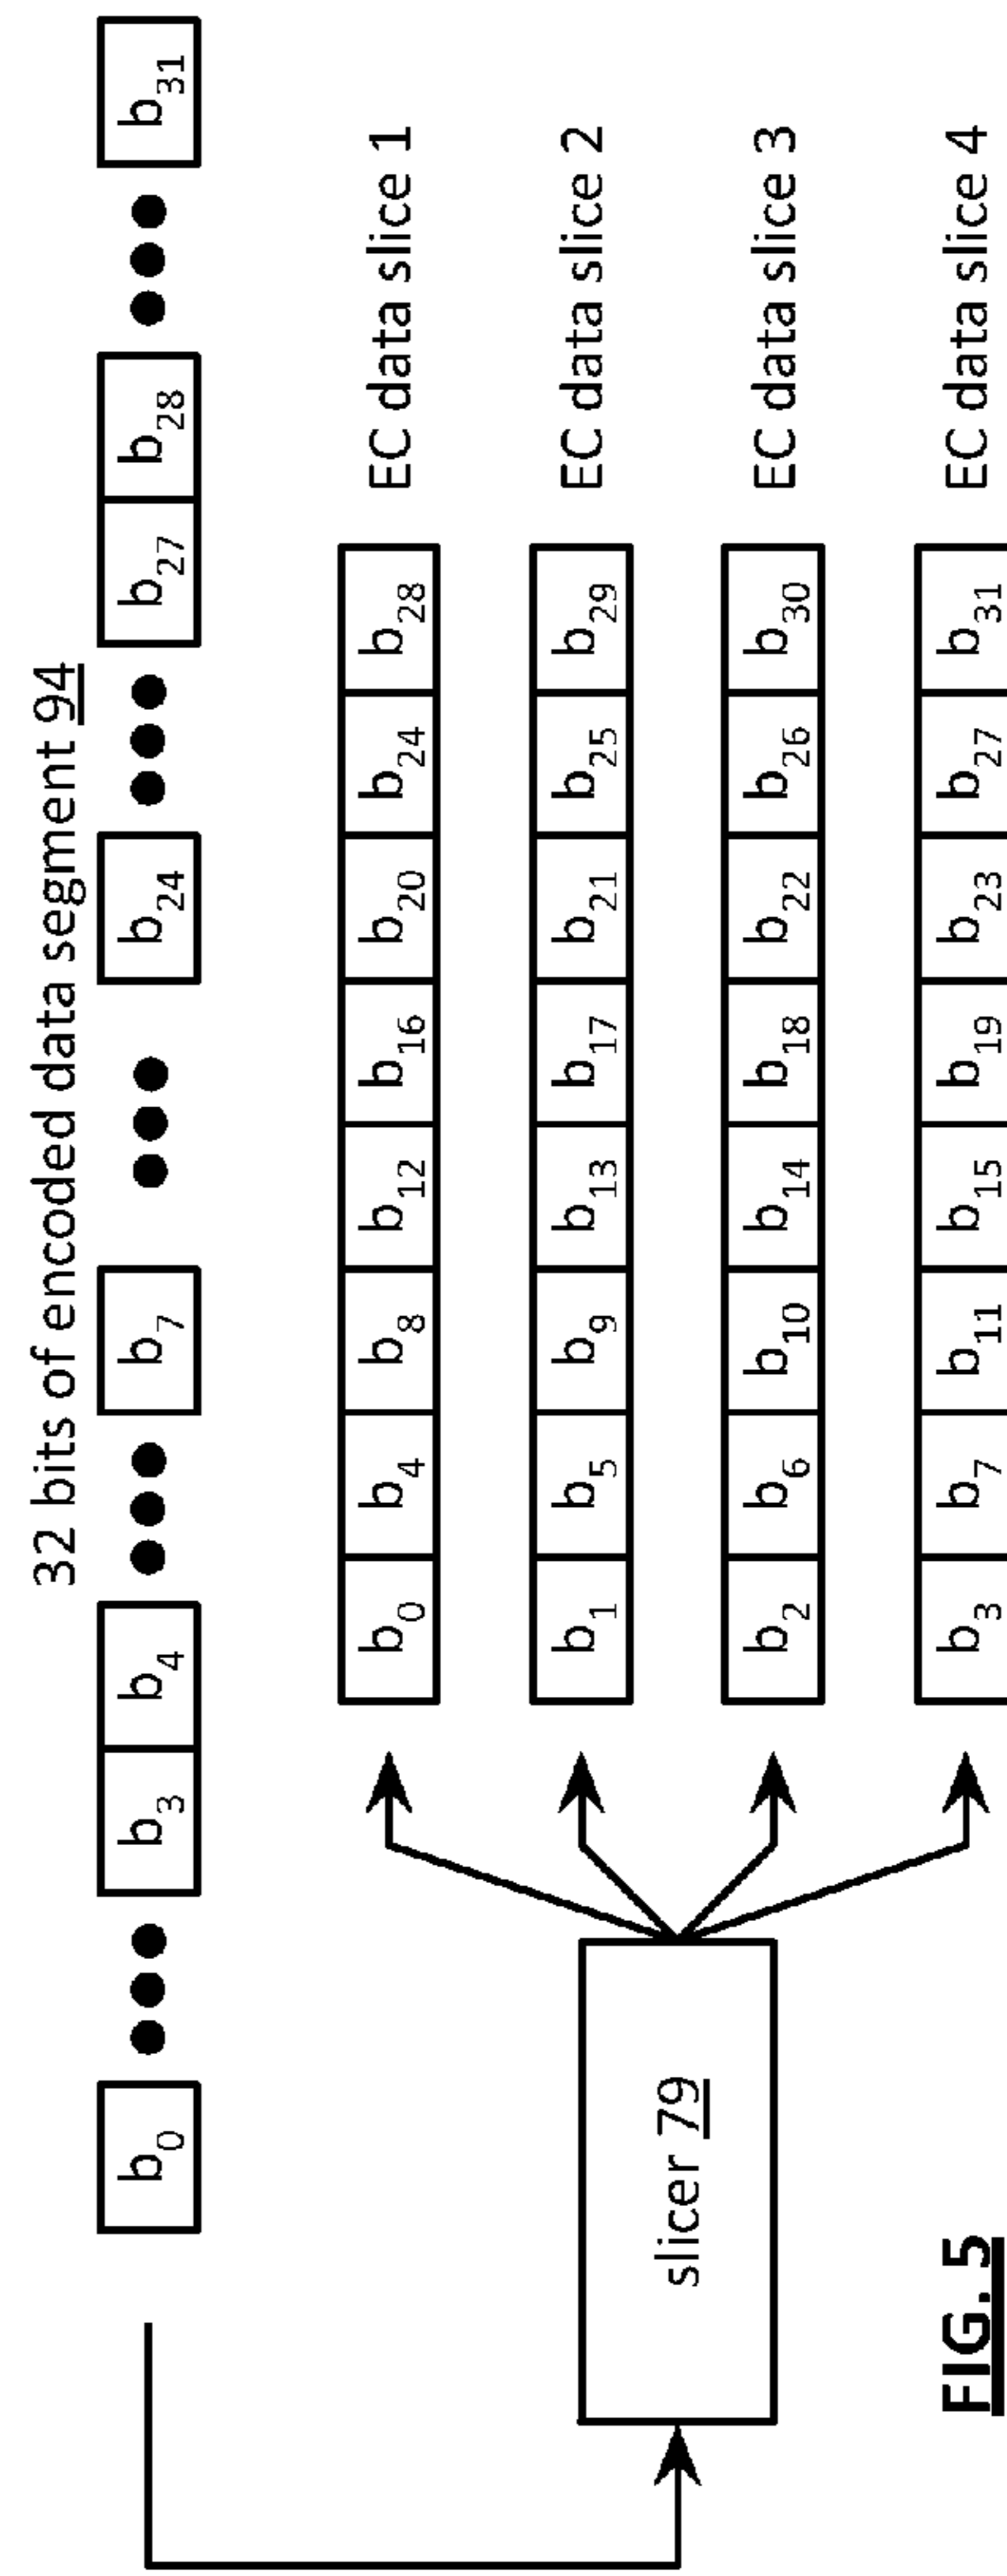 32 bits of encoded data segment 94
b0 ●●● b3 b4 ●●● b7 ●●● b24 ●●● b27 b28 ●●● b31
b0 b4 b8 b12 b16 b20 b24 b28 EC data slice 1
b1 b5 b9 b13 b17 b21 b25 b29 EC data slice 2
slicer 79
b2 b6 b10 b14 b18 b22 b26 b30 EC data slice 3
b3 b7 b11 b15 b19 b23 b27 b31 EC data slice 4
FIG. 5